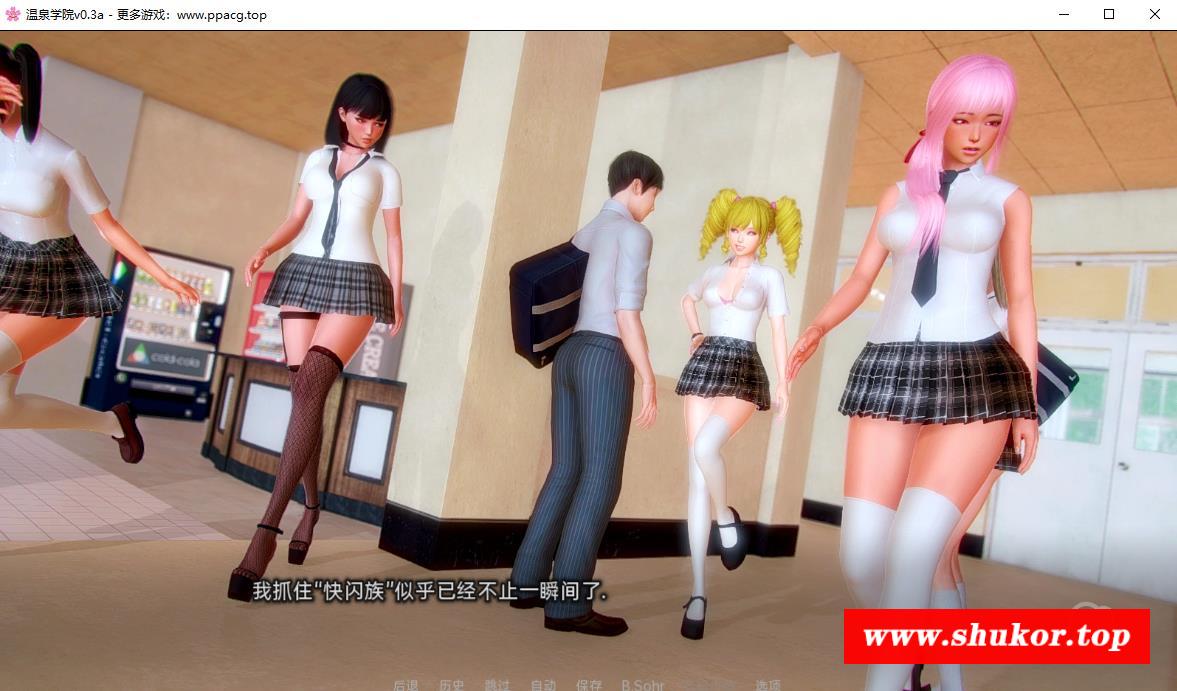 温泉学院v0.3a - 更多游戏：www.ppacg.top
我抓住“快闪族”似乎已经不止一瞬间了.
www.shukor.top
后退 历史 跳过 自动 保存 选项